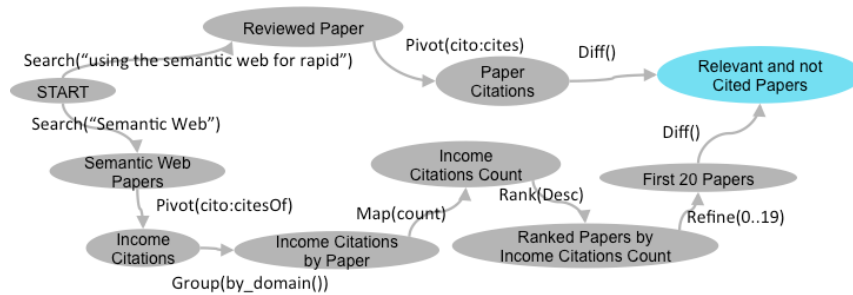 Reviewed Paper
Search("using the semantic web for rapid")
Pivot(cito:cites)
Diff()
Paper
Citations
Relevant and not
Cited Papers
START
Search("Semantic Web")
Diff()
Semantic Web
Papers
Income
Citations Count
First 20 Papers
Pivot(cito:citesOf)
Map(count)
Rank(Desc)
Refine(0..19)
Income
Citations
Income Citations
by Paper
Ranked Papers by
Income Citations Count
Group(by_domain())